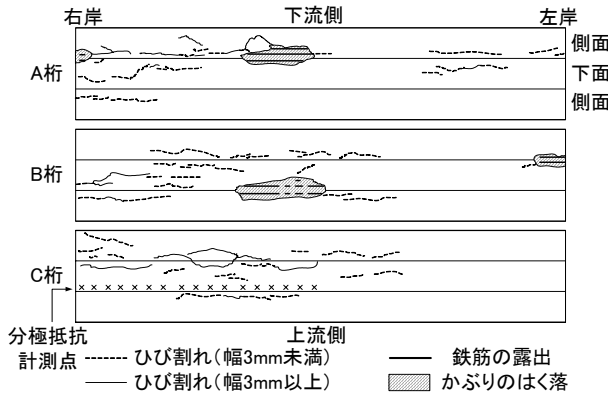 右岸 下流側 左岸
側面
A桁 下面
側面
B桁
C桁
分極抵抗 上流側
計測点 ひび割れ(幅3mm未満) 鉄筋の露出
ひび割れ(幅3mm以上) かぶりのはく落